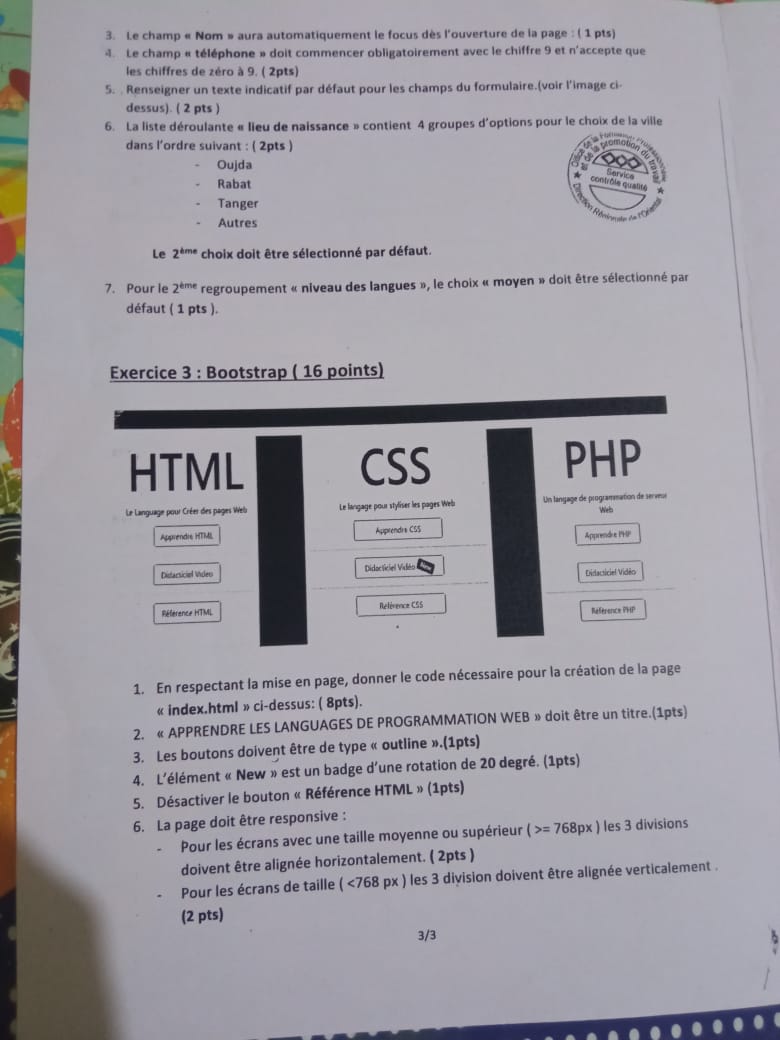 3. Le champ « Nom » aura automatiquement le focus dès l'ouverture de la page : ( 1 pts)
4. Le champ « téléphone » doit commencer obligatoirement avec le chiffre 9 et n'accepte que
les chiffres de zéro à 9. ( 2pts)
5. . Renseigner un texte indicatif par défaut pour les champs du formulaire.(voir l'image ci-
dessus). ( 2 pts )
6. La liste déroulante « lieu de naissance » contient 4 groupes d'options pour le choix de la ville
dans l'ordre suivant : ( 2pts )
- Oujda
- Rabat
- Tanger
- Autres
et de la promotion du travail
Service
contrôle qualité
Direction Régionale de l'Oriental
Le 2ème choix doit être sélectionné par défaut.
7. Pour le 2ème regroupement « niveau des langues », le choix « moyen » doit être sélectionné par
défaut ( 1 pts ).
Exercice 3 : Bootstrap ( 16 points)
HTML
Le Language pour Créer des pages Web
Apprendre HTML
Didacticiel Video
Référence HTML
CSS
Le langage pour styliser les pages Web
Apprendre CSS
Didacticiel Vidéo New
Reférence CSS
PHP
Un langage de programmation de serveur
Web
Apprendre PHP
Didacticiel Vidéo
Référence PHP
1. En respectant la mise en page, donner le code nécessaire pour la création de la page
« index.html » ci-dessus: ( 8pts).
2. « APPRENDRE LES LANGUAGES DE PROGRAMMATION WEB » doit être un titre.(1pts)
3. Les boutons doivent être de type « outline ».(1pts)
4. L'élément « New » est un badge d'une rotation de 20 degré. (1pts)
5. Désactiver le bouton « Référence HTML » (1pts)
6. La page doit être responsive :
- Pour les écrans avec une taille moyenne ou supérieur ( >= 768px ) les 3 divisions
doivent être alignée horizontalement. ( 2pts )
- Pour les écrans de taille ( <768 px ) les 3 division doivent être alignée verticalement .
(2 pts)
3/3